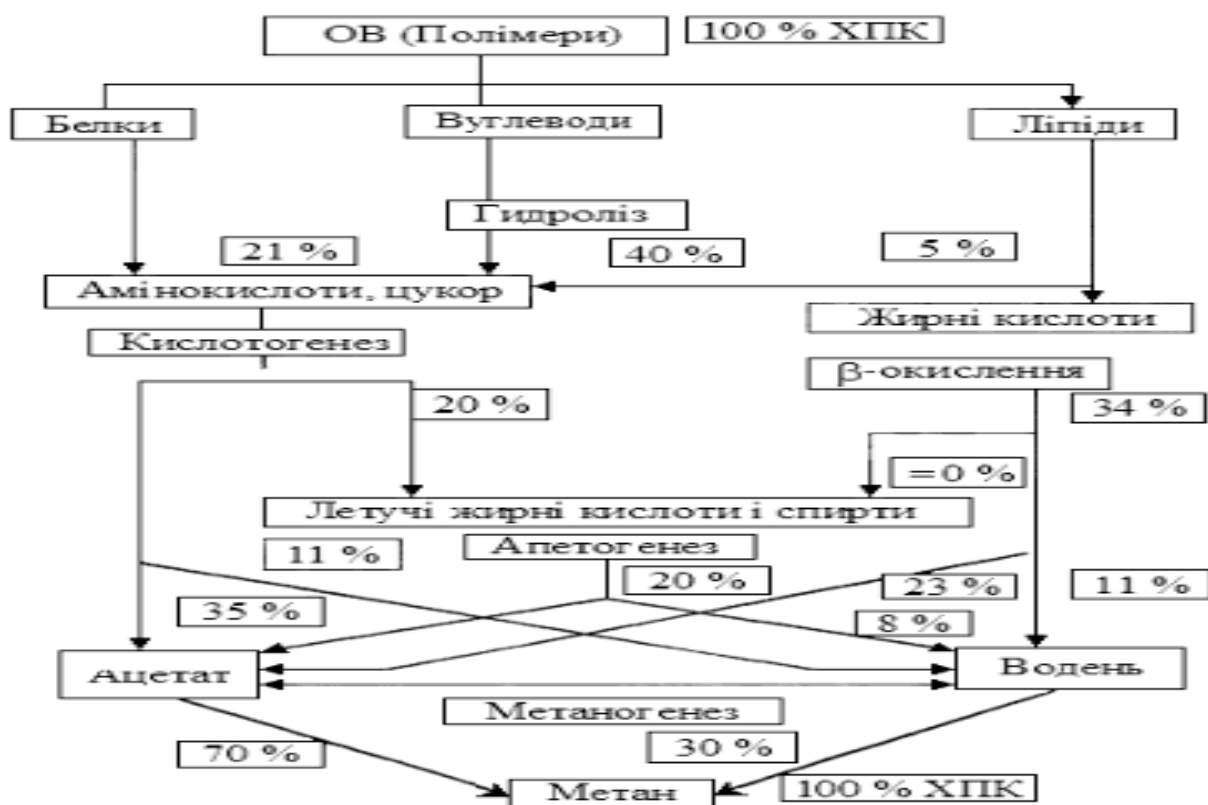 ОВ (Полімери)
100 % ХПК
Белки
Вуглеводи
Ліпіди
Гидроліз
21 %
40 %
5 %
Амінокислоти, цукор
Жирні кислоти
Кислотогенез
β-окислення
20 %
34 %
=0 %
Летучі жирні кислоти і спирти
11 %
Апетогенез
20 %
23 %
11 %
35 %
8 %
Ацетат
Водень
Метаногенез
70 %
30 %
Метан
100 % ХПК